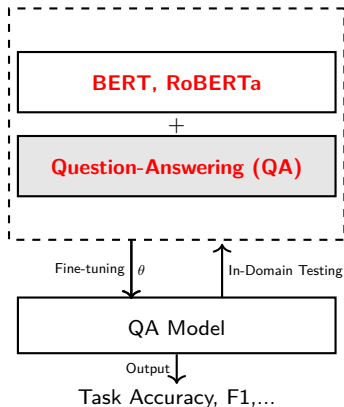 BERT, RoBERTa
+
Question-Answering (QA)
Fine-tuning θ In-Domain Testing
QA Model
Output
Task Accuracy, F1,...